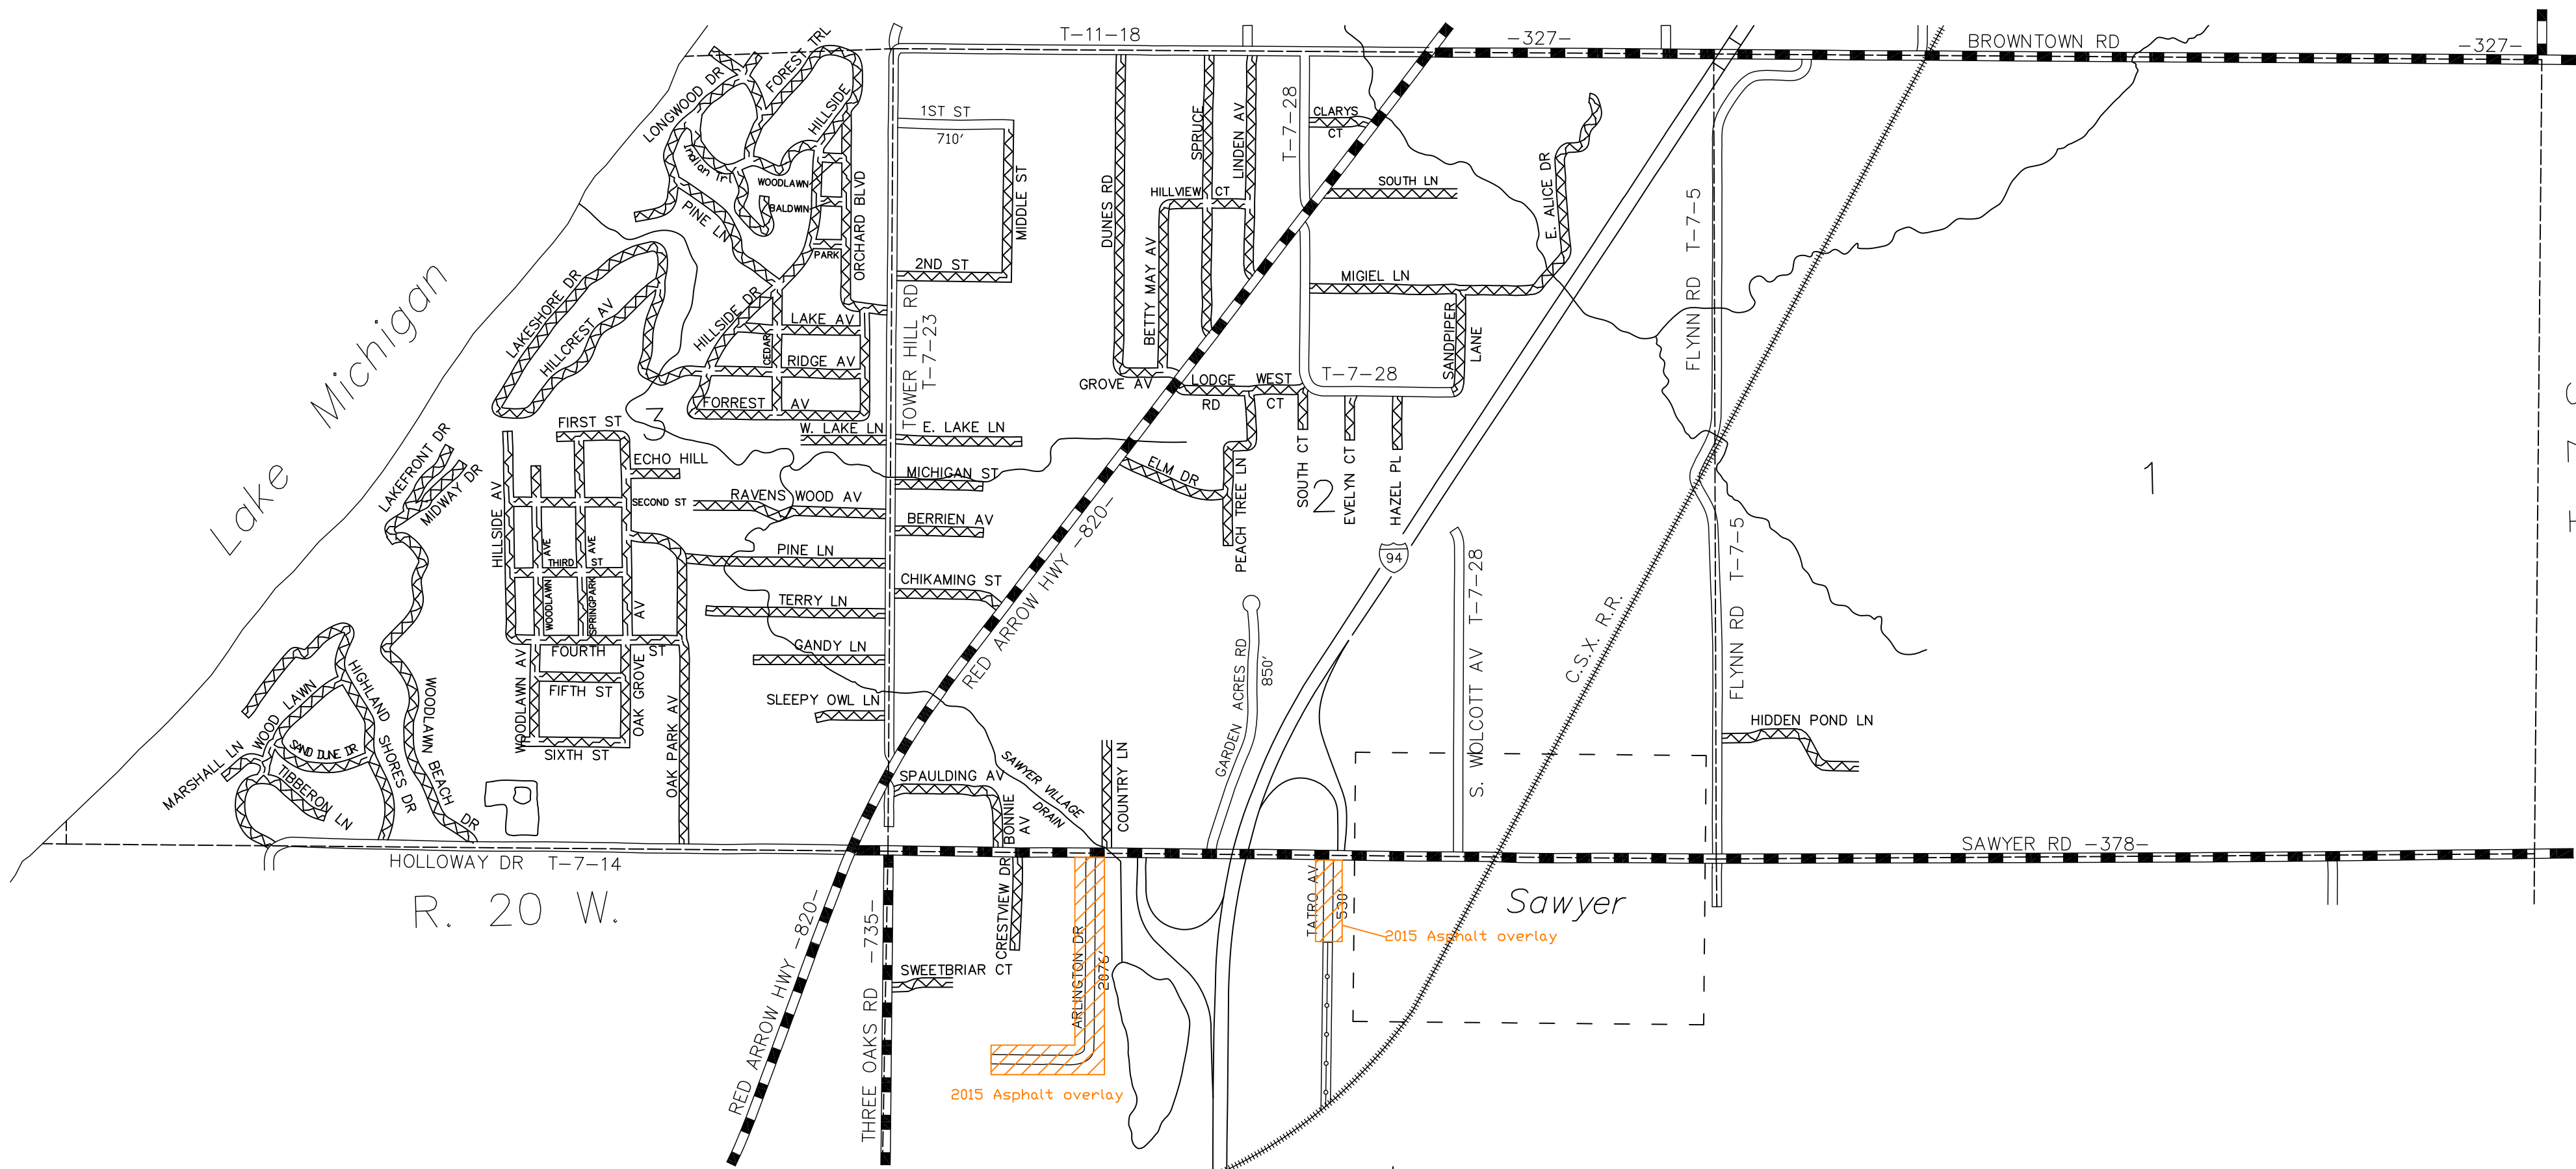 T-11-18
-327-
BROWNTOWN RD
-327-
LONGWOOD DR
FOREST TRL
HILLSIDE
Indian Trl
WOODLAWN
BALDWIN
PINE LN
PARK
ORCHARD BLVD
1ST ST
710'
MIDDLE ST
2ND ST
TOWER HILL RD
T-7-23
DUNES RD
SPRUCE
LINDEN AV
HILLVIEW CT
BETTY MAY AV
T-7-28
CLARYS
CT
SOUTH LN
E. ALICE DR
MIGIEL LN
SANDPIPER
LANE
T-7-28
FLYNN RD T-7-5
Lake Michigan
LAKESHORE DR
HILLCREST AV
HILLSIDE DR
LAKE AV
CEDAR
RIDGE AV
FORREST AV
GROVE AV
LODGE
RD
WEST
CT
3
FIRST ST
ECHO HILL
SECOND ST
W. LAKE LN
E. LAKE LN
MICHIGAN ST
RAVENS WOOD AV
BERRIEN AV
PINE LN
CHIKAMING ST
TERRY LN
GANDY LN
SLEEPY OWL LN
LAKEFRONT DR
MIDWAY DR
HILLSIDE AV
WOODLAWN AVE
THIRD ST
SPRINGPARK AVE
FOURTH ST
FIFTH ST
SIXTH ST
WOODLAWN AV
OAK GROVE AV
OAK PARK AV
ELM DR
PEACH TREE LN
SOUTH CT
2
EVELYN CT
HAZEL PL
94
RED ARROW HWY -820-
1
S. WOLCOTT AV T-7-28
C.S.X. R.R.
FLYNN RD T-7-5
HIDDEN POND LN
GARDEN ACRES RD
850'
WOOD LAWN
MARSHALL LN
SAND DUNE DR
TIBBERON LN
HIGHLAND SHORES DR
WOODLAWN BEACH DR
SPAULDING AV
BONNIE
AV
SAWYER VILLAGE
DRAIN
COUNTRY LN
HOLLOWAY DR T-7-14
SAWYER RD -378-
R. 20 W.
RED ARROW HWY -820-
THREE OAKS RD -735-
CRESTVIEW DR
SWEETBRIAR CT
ARLINGTON DR
2076'
2015 Asphalt overlay
TATRO AV
530'
2015 Asphalt overlay
Sawyer